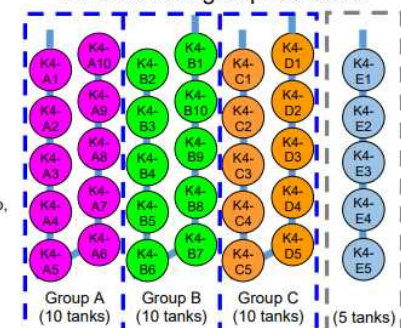 K4-A1
K4-A2
K4-A3
K4-A4
K4-A5
K4-A10
K4-A9
K4-A8
K4-A7
K4-A6
K4-B2
K4-B3
K4-B4
K4-B5
K4-B6
K4-B1
K4-B10
K4-B9
K4-B8
K4-B7
K4-C1
K4-C2
K4-C3
K4-C4
K4-C5
K4-D1
K4-D2
K4-D3
K4-D4
K4-D5
K4-E1
K4-E2
K4-E3
K4-E4
K4-E5
Group A
(10 tanks)
Group B
(10 tanks)
Group C
(10 tanks)
(5 tanks)